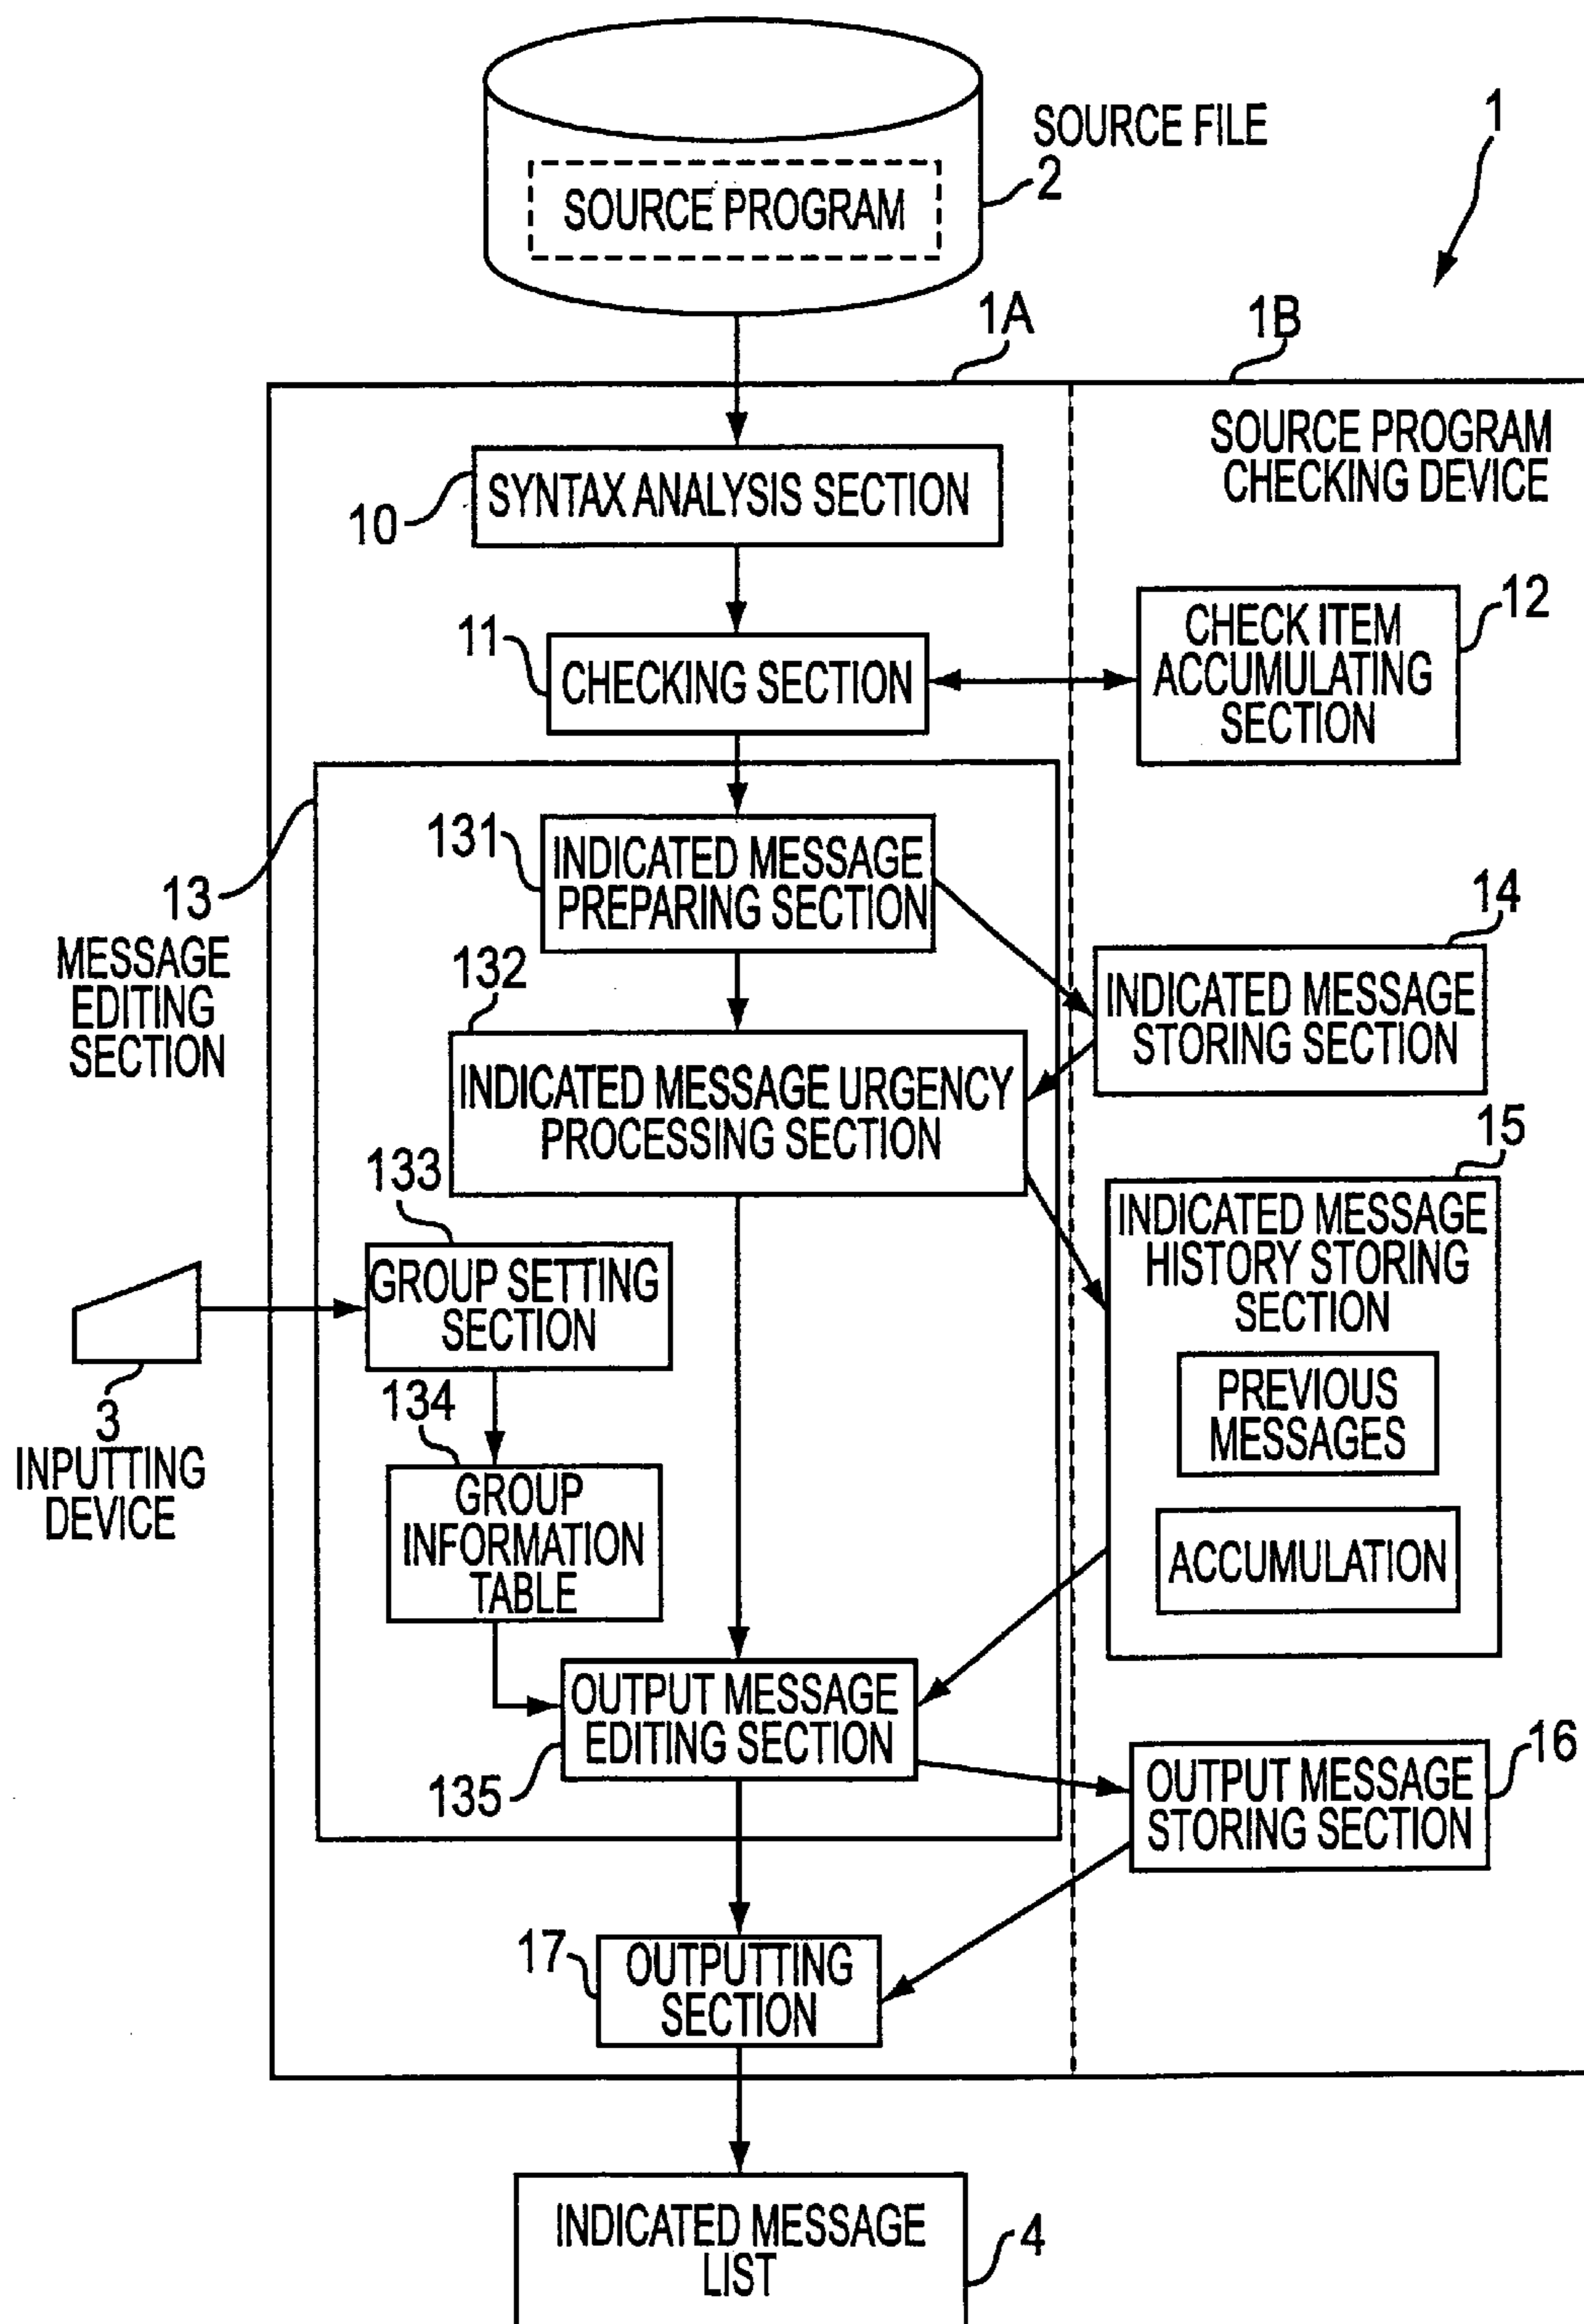 SOURCE FILE
1
2
SOURCE PROGRAM
1A
1B
SOURCE PROGRAM
CHECKING DEVICE
10
SYNTAX ANALYSIS SECTION
11
CHECKING SECTION
12
CHECK ITEM
ACCUMULATING
SECTION
13
MESSAGE
EDITING
SECTION
131
INDICATED MESSAGE
PREPARING SECTION
14
INDICATED MESSAGE
STORING SECTION
132
INDICATED MESSAGE URGENCY
PROCESSING SECTION
15
INDICATED MESSAGE
HISTORY STORING
SECTION
PREVIOUS
MESSAGES
ACCUMULATION
133
GROUP SETTING
SECTION
3
INPUTTING
DEVICE
134
GROUP
INFORMATION
TABLE
OUTPUT MESSAGE
EDITING SECTION
135
16
OUTPUT MESSAGE
STORING SECTION
17
OUTPUTTING
SECTION
INDICATED MESSAGE
LIST
4